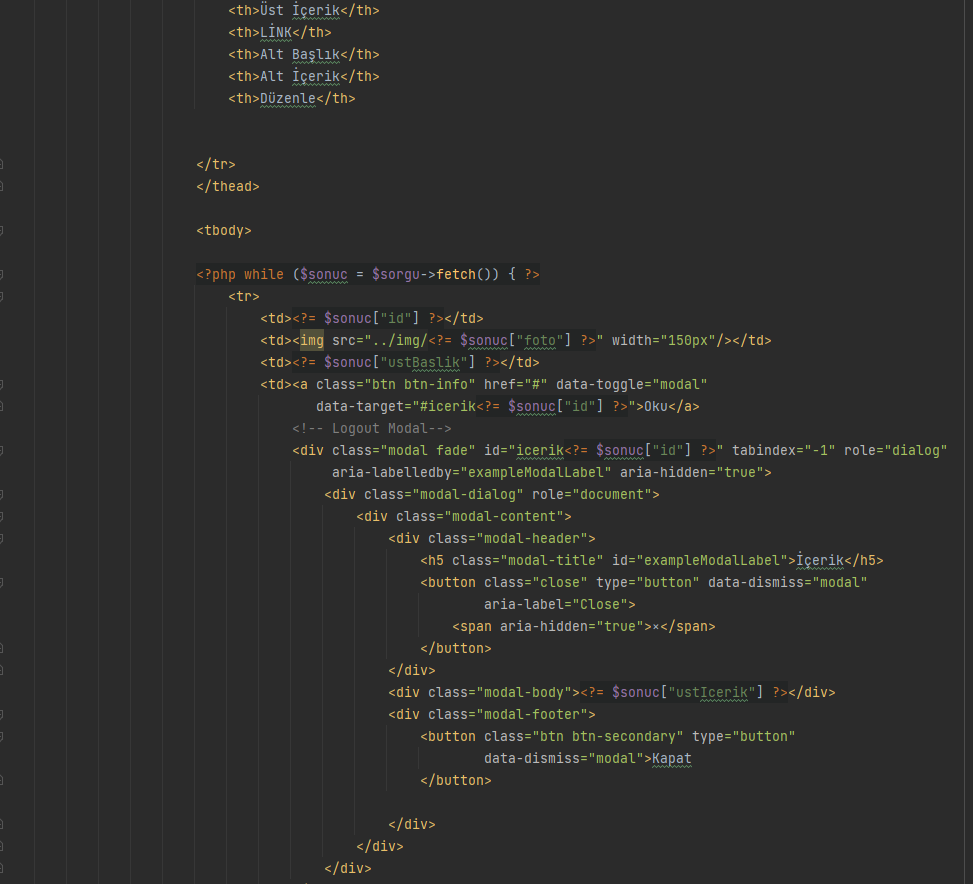 <th>Üst İçerik</th>
<th>LİNK</th>
<th>Alt Başlık</th>
<th>Alt İçerik</th>
<th>Düzenle</th>
</tr>
</thead>
<tbody>
<?php while ($sonuc = $sorgu->fetch()) { ?>
<tr>
<td><?= $sonuc["id"] ?></td>
<td><img src="../img/<?= $sonuc["foto"] ?>" width="150px"/></td>
<td><?= $sonuc["ustBaslik"] ?></td>
<td><a class="btn btn-info" href="#" data-toggle="modal"
data-target="#icerik<?= $sonuc["id"] ?>">Oku</a>
<!-- Logout Modal-->
<div class="modal fade" id="icerik<?= $sonuc["id"] ?>" tabindex="-1" role="dialog"
aria-labelledby="exampleModalLabel" aria-hidden="true">
<div class="modal-dialog" role="document">
<div class="modal-content">
<div class="modal-header">
<h5 class="modal-title" id="exampleModalLabel">İçerik</h5>
<button class="close" type="button" data-dismiss="modal"
aria-label="Close">
<span aria-hidden="true">×</span>
</button>
</div>
<div class="modal-body"><?= $sonuc["ustIcerik"] ?></div>
<div class="modal-footer">
<button class="btn btn-secondary" type="button"
data-dismiss="modal">Kapat
</button>
</div>
</div>
</div>